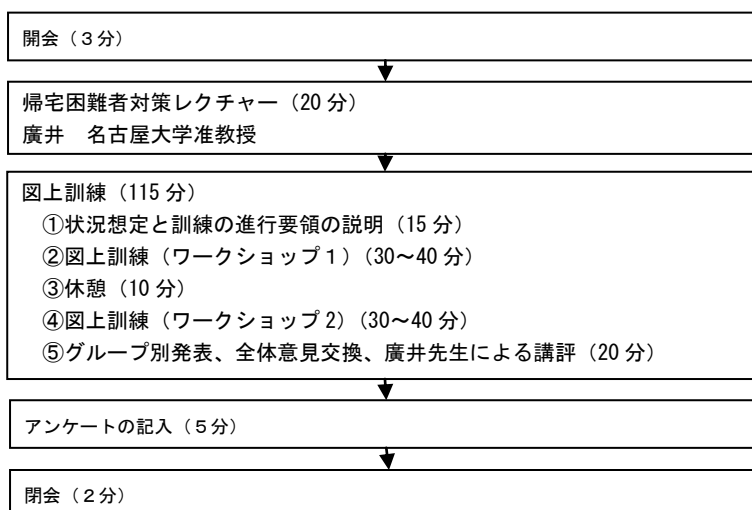 開会（３分）
帰宅困難者対策レクチャー（20 分）
廣井　名古屋大学准教授
図上訓練（115 分）
①状況想定と訓練の進行要領の説明（15 分）
②図上訓練（ワークショップ１）（30～40 分）
③休憩（10 分）
④図上訓練（ワークショップ 2）（30～40 分）
⑤グループ別発表、全体意見交換、廣井先生による講評（20 分）
アンケートの記入（５分）
閉会（２分）